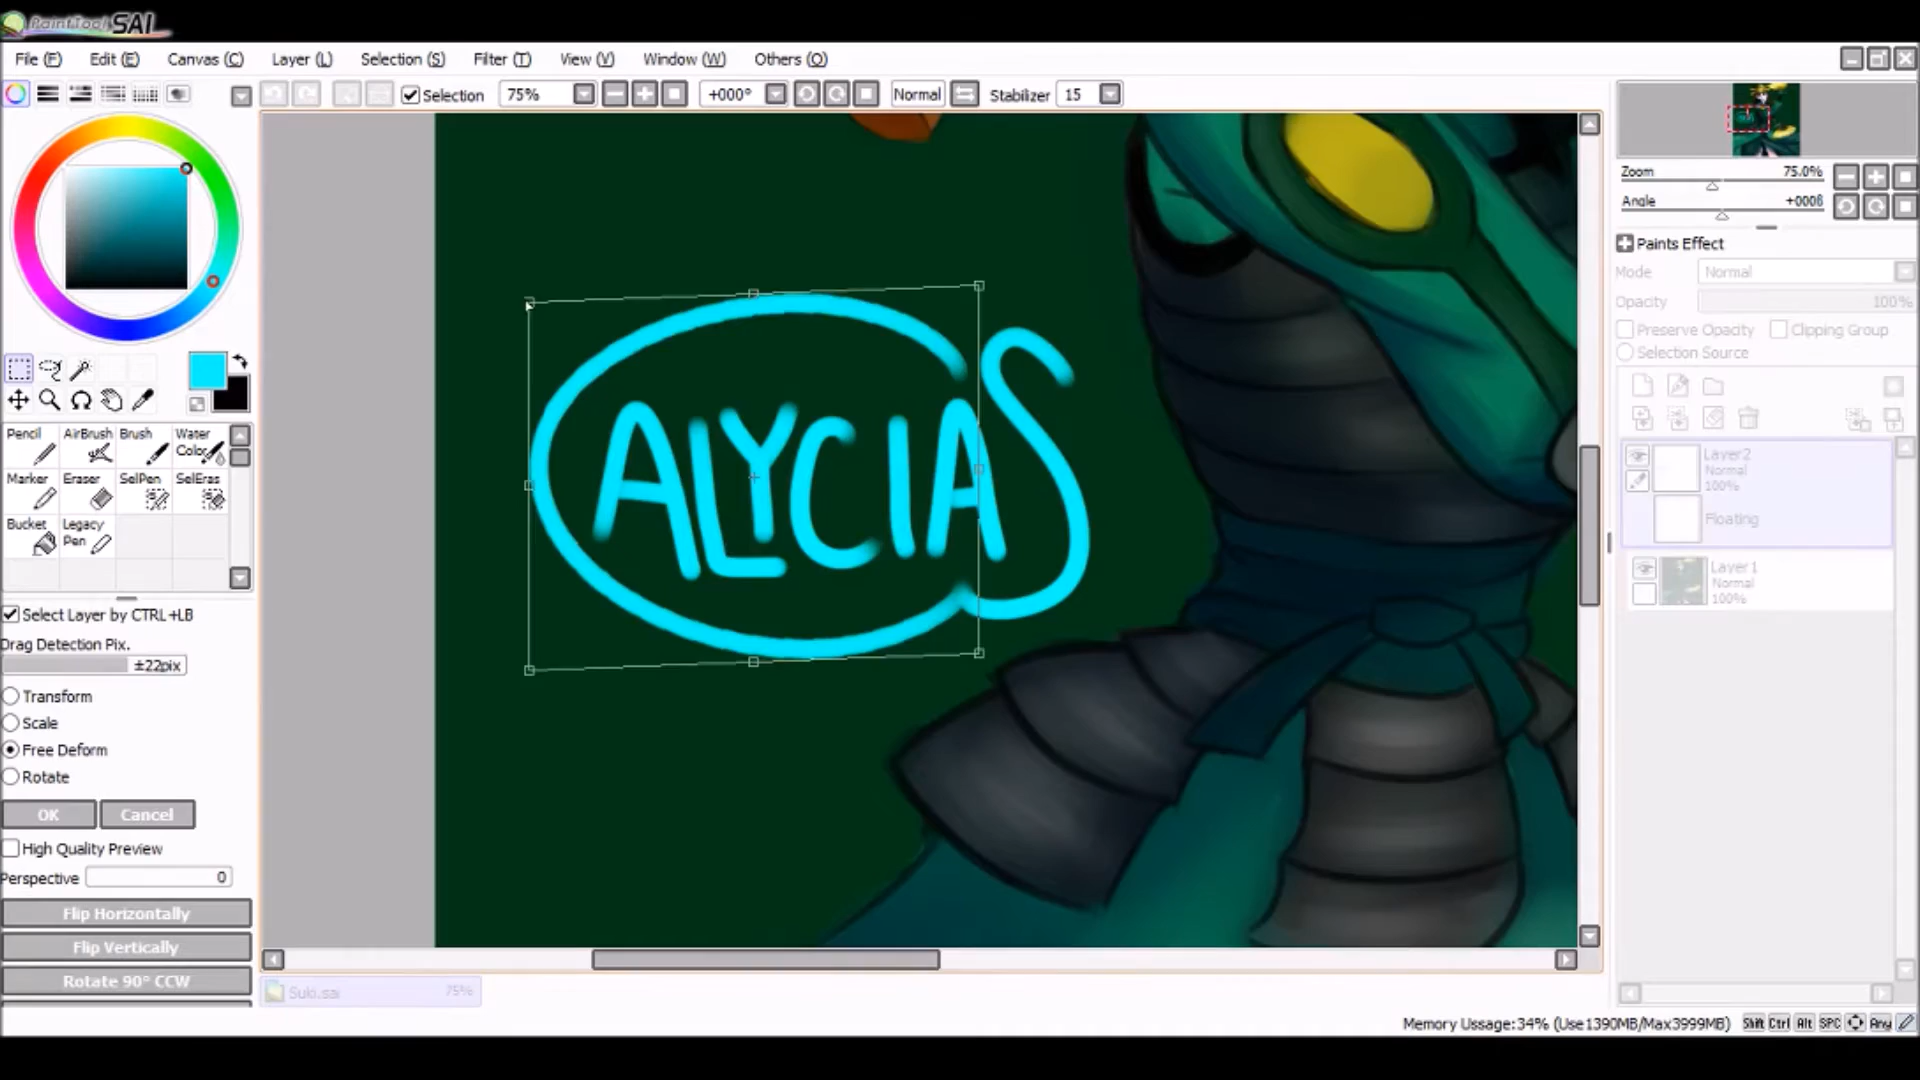 PaintTool SAI
File (F) Edit (E) Canvas (C) Layer (L) Selection (S) Filter (T) View (V) Window (W) Others (O)
Selection 75% +000° Normal Stabilizer 15
Zoom 75.0%
Angle +000ß
Paints Effect
Mode Normal
Opacity 100%
Preserve Opacity Clipping Group
Selection Source
Layer2
Normal
100%
Floating
Layer1
Normal
100%
Pencil AirBrush Brush Water Color
Marker Eraser SelPen SelEras
Bucket Legacy Pen
Select Layer by CTRL+LB
Drag Detection Pix.
±22pix
Transform
Scale
Free Deform
Rotate
OK Cancel
High Quality Preview
Perspective 0
Flip Horizontally
Flip Vertically
Rotate 90° CCW
ALYCIAS
Suki.sai 75%
Memory Ussage:34% (Use1390MB/Max3999MB) Shift Ctrl Alt SPC Any